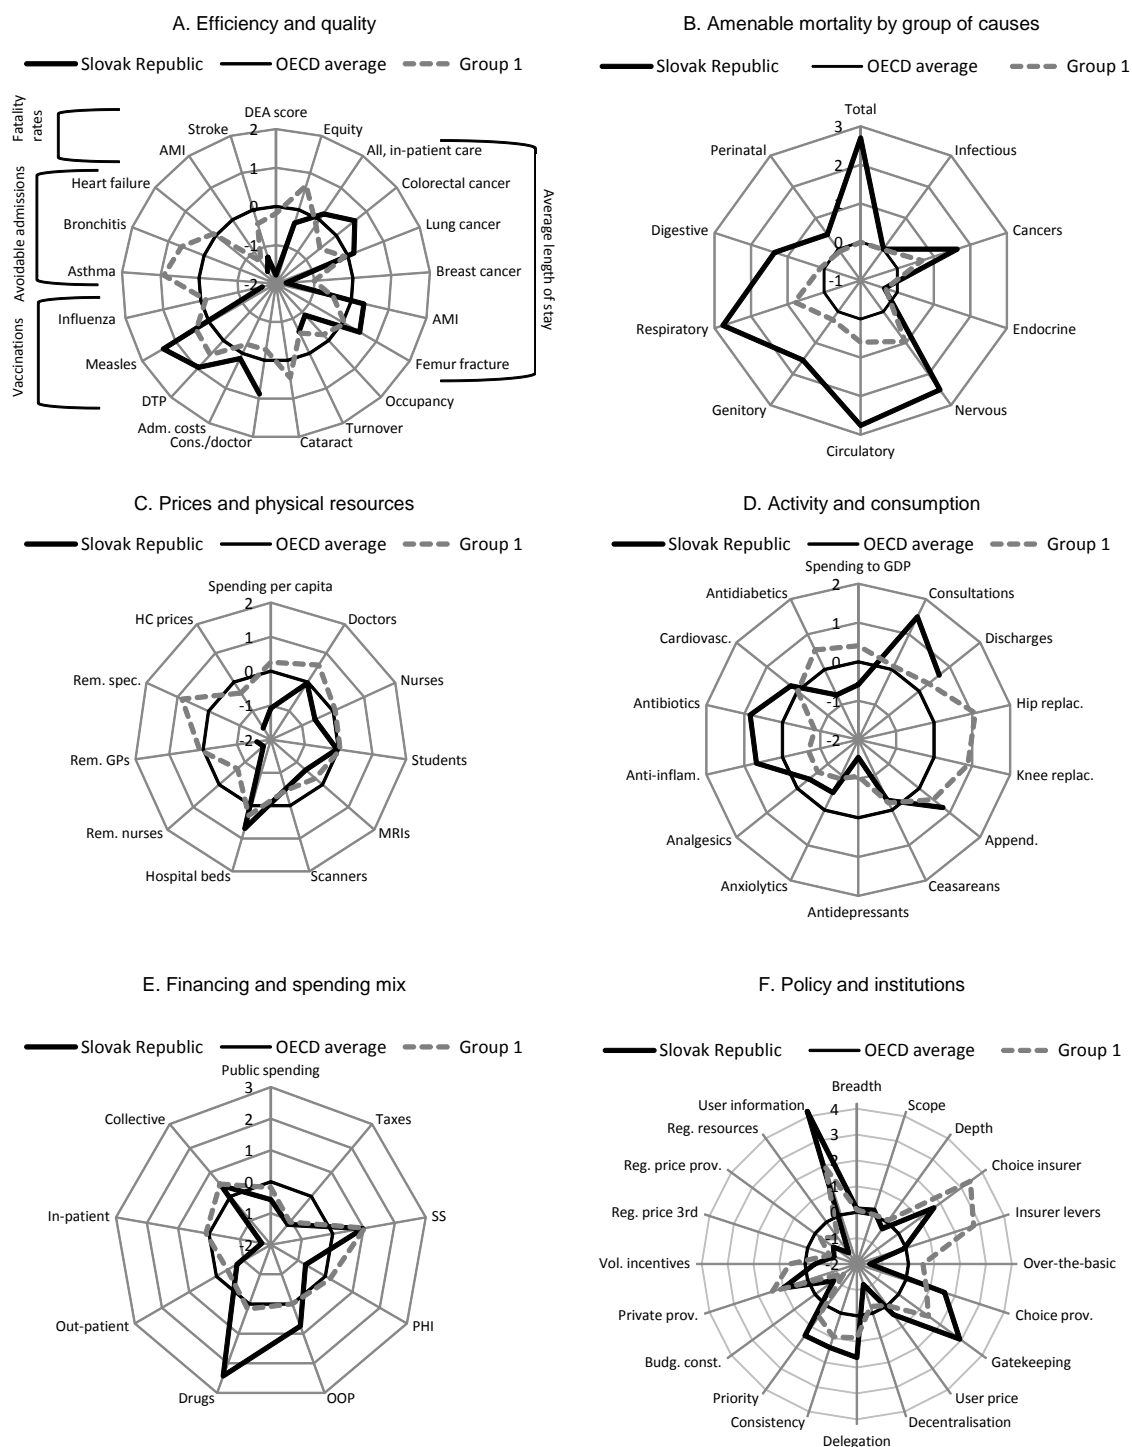 A. Efficiency and quality
Slovak Republic OECD average Group 1
Fatality rates
Avoidable admissions
Vaccinations
Average length of stay
DEA score
Equity
All, in-patient care
Colorectal cancer
Lung cancer
Breast cancer
AMI
Femur fracture
Occupancy
Turnover
Cataract
Cons./doctor
Adm. costs
DTP
Measles
Influenza
Asthma
Bronchitis
Heart failure
AMI
Stroke
2
1
0
-1
-2
B. Amenable mortality by group of causes
Slovak Republic OECD average Group 1
Total
Infectious
Cancers
Endocrine
Nervous
Circulatory
Genitory
Respiratory
Digestive
Perinatal
3
2
1
0
-1
C. Prices and physical resources
Slovak Republic OECD average Group 1
Spending per capita
Doctors
Nurses
Students
MRIs
Scanners
Hospital beds
Rem. nurses
Rem. GPs
Rem. spec.
HC prices
2
1
0
-1
-2
D. Activity and consumption
Slovak Republic OECD average Group 1
Spending to GDP
Consultations
Discharges
Hip replac.
Knee replac.
Append.
Ceasareans
Antidepressants
Anxiolytics
Analgesics
Anti-inflam.
Antibiotics
Cardiovasc.
Antidiabetics
2
1
0
-1
-2
E. Financing and spending mix
Slovak Republic OECD average Group 1
Public spending
Taxes
SS
PHI
OOP
Drugs
Out-patient
In-patient
Collective
3
2
1
0
-1
-2
F. Policy and institutions
Slovak Republic OECD average Group 1
Breadth
Scope
Depth
Choice insurer
Insurer levers
Over-the-basic
Choice prov.
Gatekeeping
User price
Decentralisation
Delegation
Consistency
Priority
Budg. const.
Private prov.
Vol. incentives
Reg. price 3rd
Reg. price prov.
Reg. resources
User information
4
3
2
1
0
-1
-2